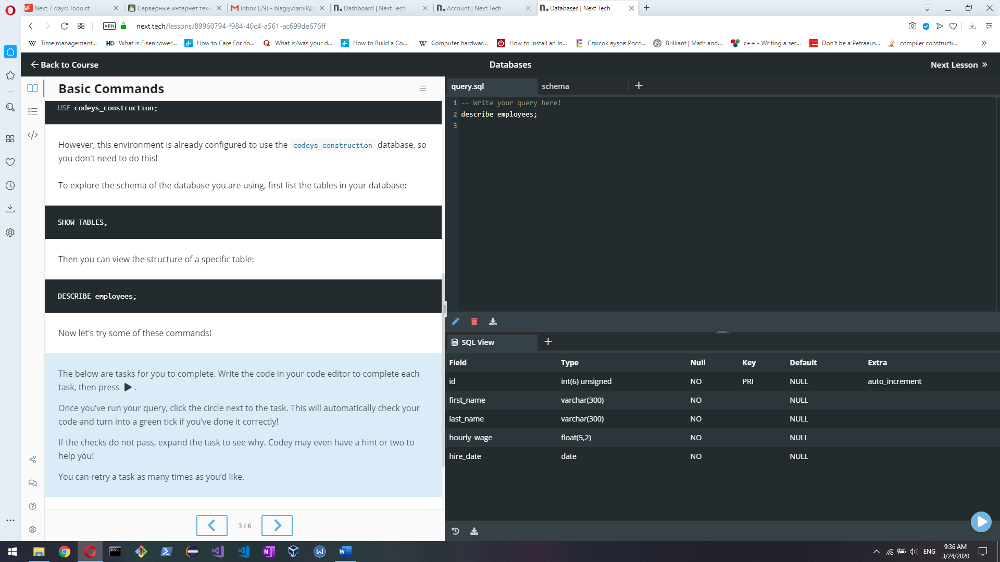 Next 7 days: Todoist
Серверные интернет техн
Inbox (29) - blagiy.daniil@
Dashboard | Next Tech
Account | Next Tech
Databases | Next Tech
VPN
next.tech/lessons/89960794-f984-40c4-a561-ac699de676ff
Time management...
What is Eisenhower...
How to Care For Yo...
What is/was your d...
How to Build a Co...
Computer hardwar...
How to install an In...
Список вузов Росс...
Brilliant | Math and...
c++ - Writing a ser...
Don't be a Petraeus...
compiler constructi...
Back to Course
Databases
Next Lesson
Basic Commands
USE codeys_construction;
However, this environment is already configured to use the codeys_construction database, so
you don't need to do this!
To explore the schema of the database you are using, first list the tables in your database:
SHOW TABLES;
Then you can view the structure of a specific table:
DESCRIBE employees;
Now let's try some of these commands!
The below are tasks for you to complete. Write the code in your code editor to complete each
task, then press .
Once you’ve run your query, click the circle next to the task. This will automatically check your
code and turn into a green tick if you’ve done it correctly!
If the checks do not pass, expand the task to see why. Codey may even have a hint or two to
help you!
You can retry a task as many times as you’d like.
3 / 6
query.sql
schema
1 -- Write your query here!
2 describe employees;
3
SQL View
Field Type Null Key Default Extra
id int(6) unsigned NO PRI NULL auto_increment
first_name varchar(300) NO NULL
last_name varchar(300) NO NULL
hourly_wage float(5,2) NO NULL
hire_date date NO NULL
ENG
9:36 AM
3/24/2020